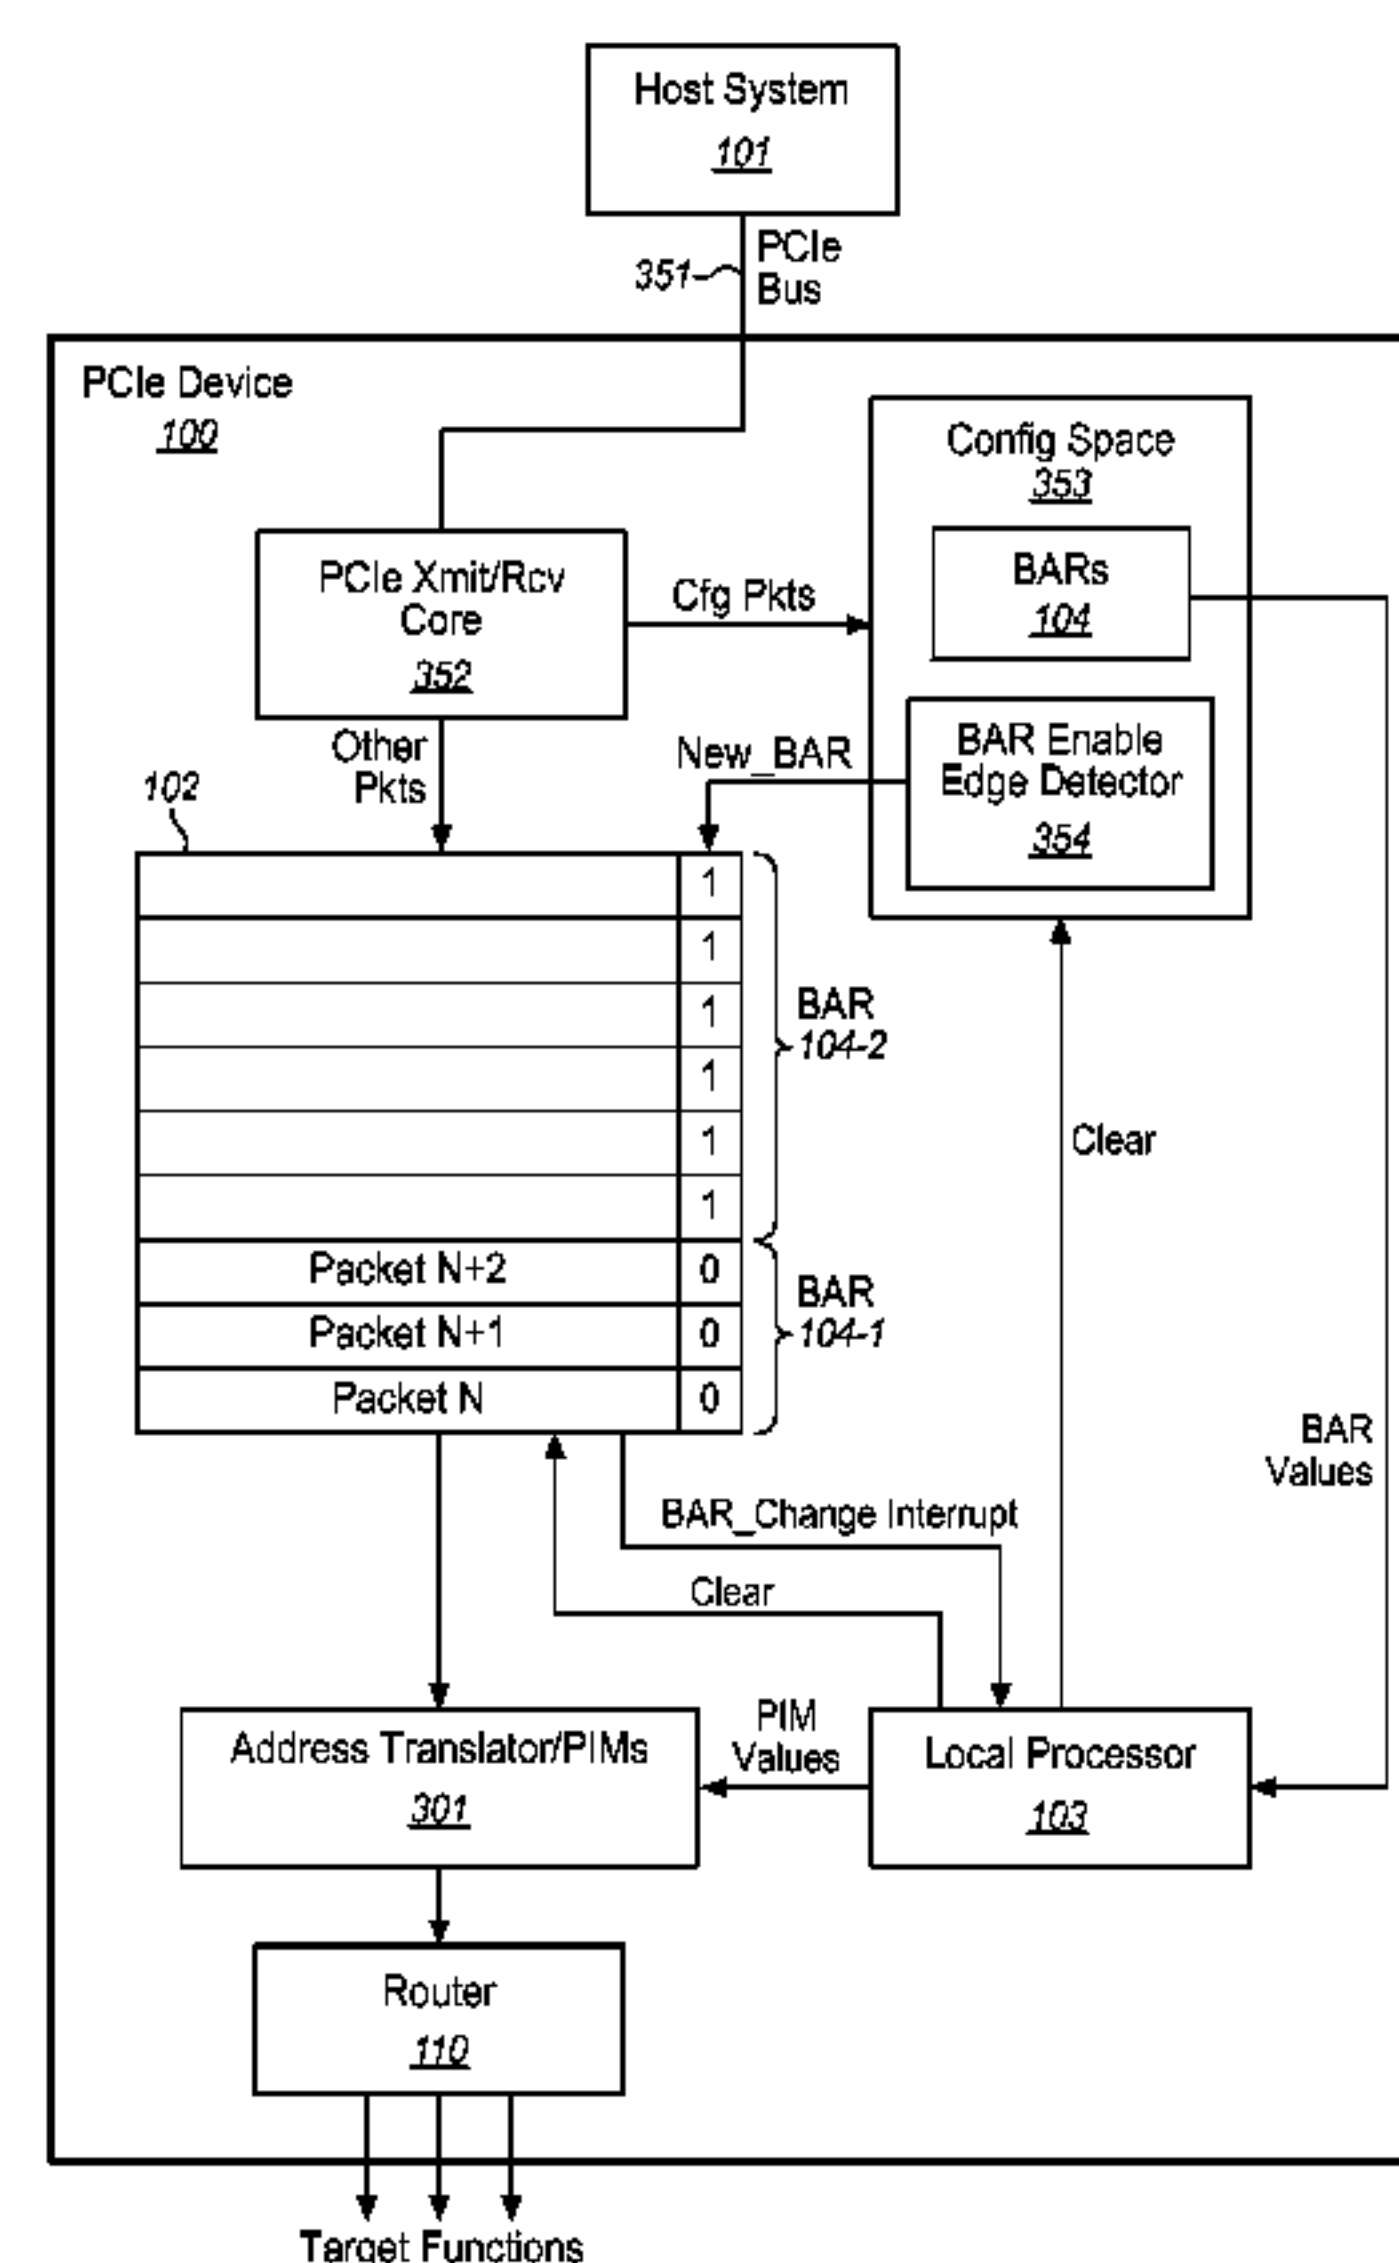 Host System
101
351
PCIe
Bus
PCIe Device
100
Config Space
353
BARs
104
PCIe Xmit/Rcv
Core
352
Cfg Pkts
Other
Pkts
New_BAR
BAR Enable
Edge Detector
354
102
1
1
1
1
1
1
BAR
104-2
Packet N+2 0
Packet N+1 0
Packet N 0
BAR
104-1
Clear
BAR
Values
BAR_Change Interrupt
Clear
Address Translator/PIMs
301
PIM
Values
Local Processor
103
Router
110
Target Functions